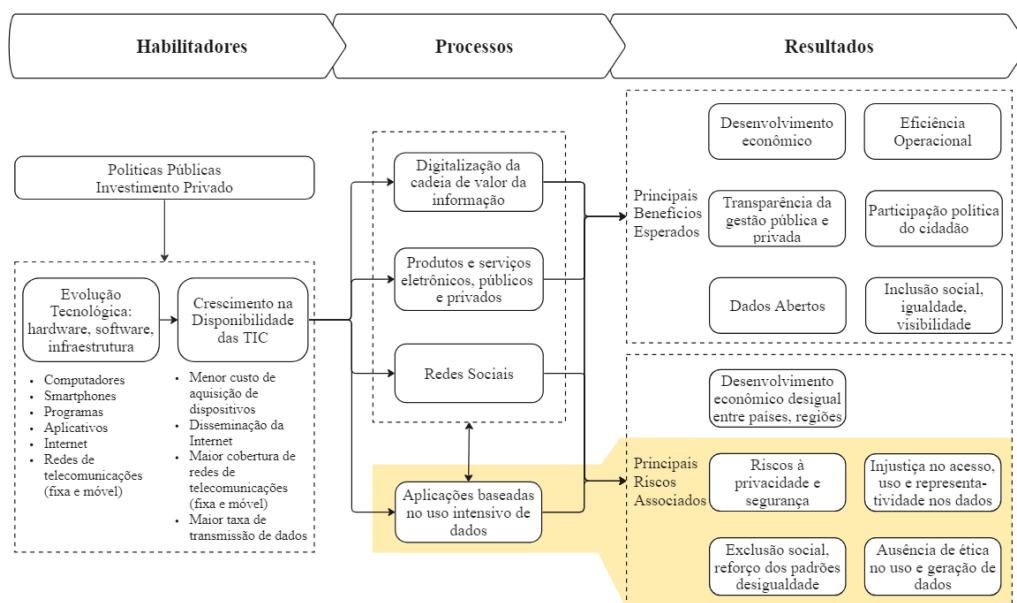 Habilitadores
Processos
Resultados
Políticas Públicas
Investimento Privado
Evolução
Tecnológica:
hardware, software,
infraestrutura
Crescimento na
Disponibilidade
das TIC
• Computadores
• Smartphones
• Programas
• Aplicativos
• Internet
• Redes de
telecomunicações
(fixa e móvel)
• Menor custo de
aquisição de
dispositivos
• Disseminação da
Internet
• Maior cobertura de
redes de
telecomunicações
(fixa e móvel)
• Maior taxa de
transmissão de dados
Digitalização da
cadeia de valor da
informação
Produtos e serviços
eletrônicos, públicos
e privados
Redes Sociais
Aplicações baseadas
no uso intensivo de
dados
Principais
Benefícios
Esperados
Desenvolvimento
econômico
Eficiência
Operacional
Transparência da
gestão pública e
privada
Participação política
do cidadão
Dados Abertos
Inclusão social,
igualdade,
visibilidade
Principais
Riscos
Associados
Desenvolvimento
econômico desigual
entre países, regiões
Riscos à
privacidade e
segurança
Injustiça no acesso,
uso e representa-
tividade nos dados
Exclusão social,
reforço dos padrões
desigualdade
Ausência de ética
no uso e geração de
dados